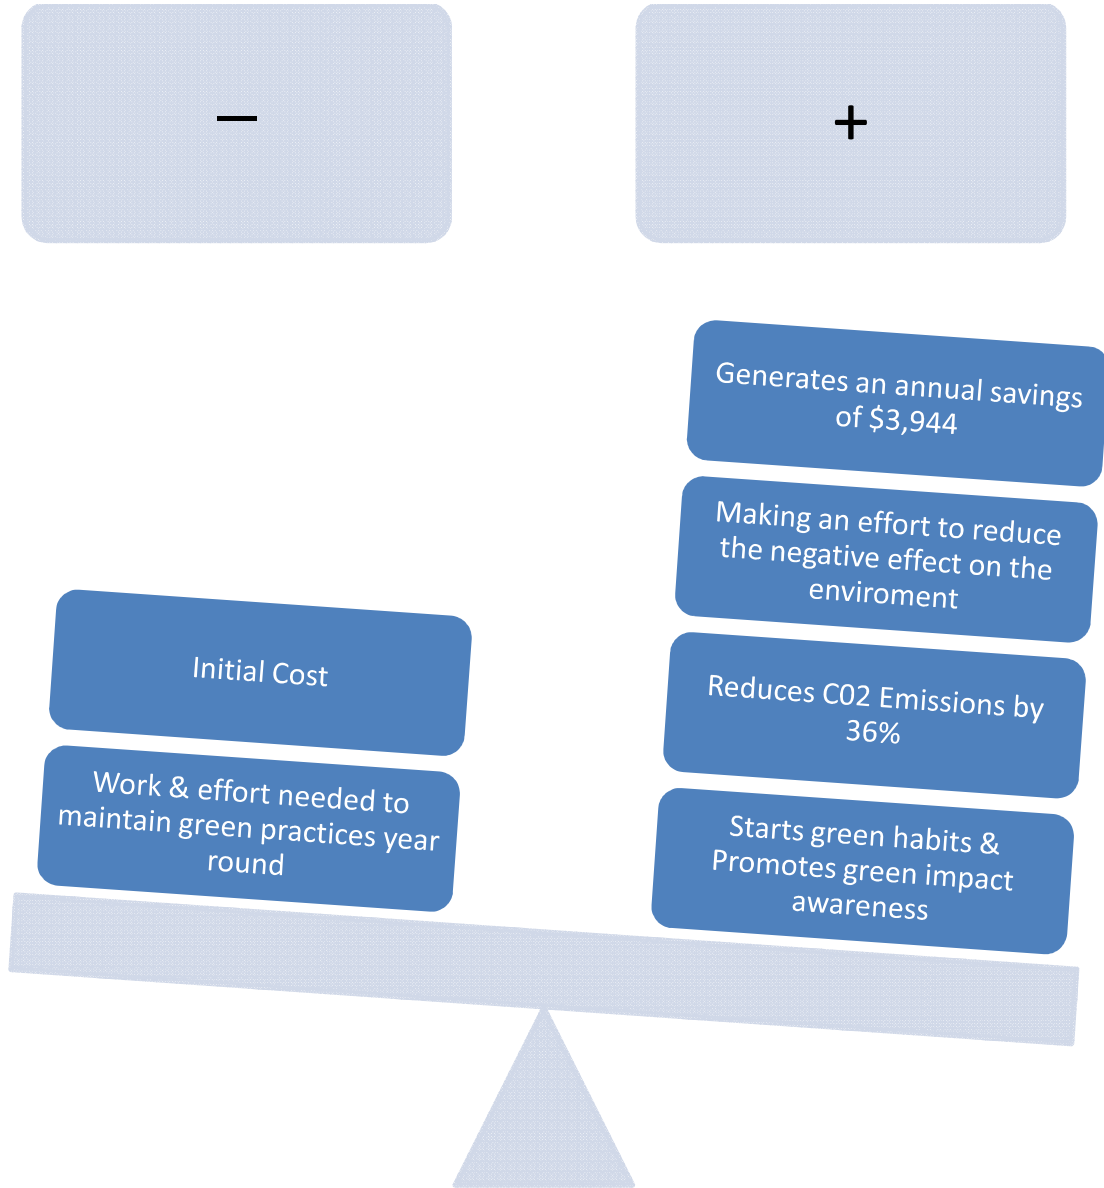 —
+
Generates an annual savings
of $3,944
Making an effort to reduce
the negative effect on the
enviroment
Initial Cost
Reduces C02 Emissions by
36%
Work & effort needed to
maintain green practices year
round
Starts green habits &
Promotes green impact
awareness